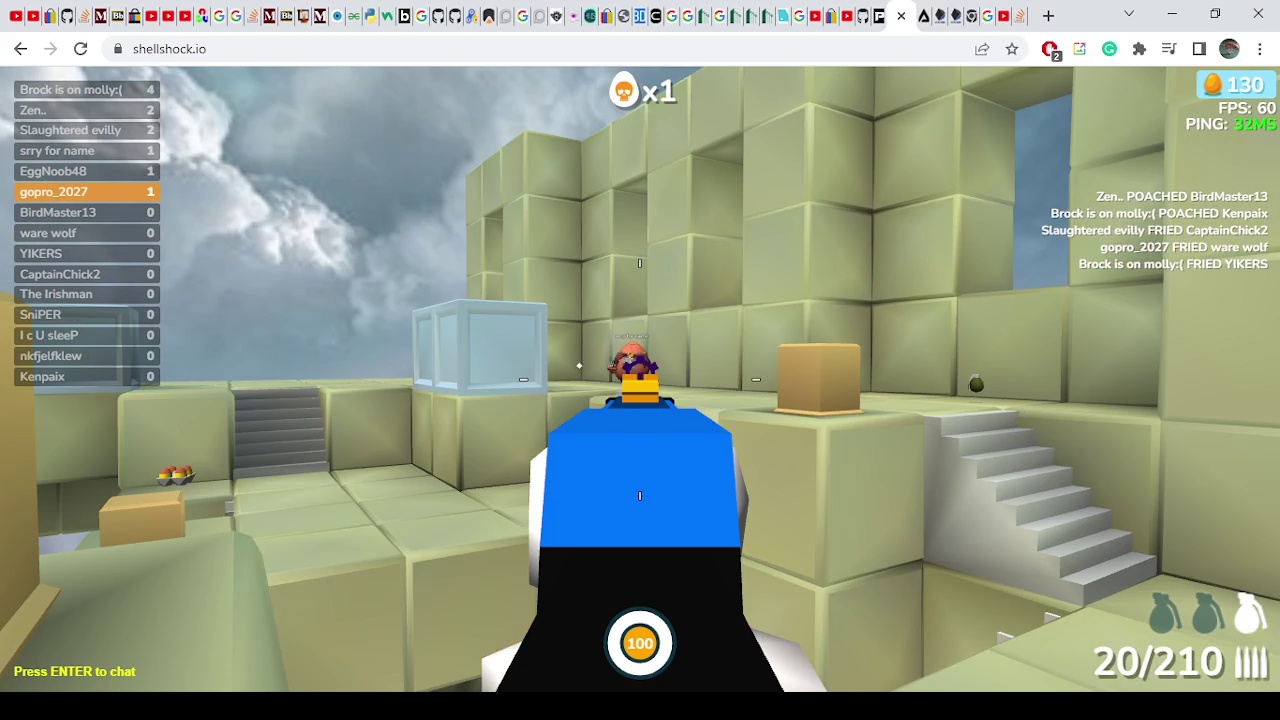 shellshock.io
2
Brock is on molly:( 4
Zen.. 2
Slaughtered evilly 2
srry for name 1
EggNoob48 1
gopro_2027 1
BirdMaster13 0
ware wolf 0
YIKERS 0
CaptainChick2 0
The Irishman 0
SniPER 0
I c U sleeP 0
nkfjelfklew 0
Kenpaix 0
x1
130
FPS: 60
PING: 32MS
Zen.. POACHED BirdMaster13
Brock is on molly:( POACHED Kenpaix
Slaughtered evilly FRIED CaptainChick2
gopro_2027 FRIED ware wolf
Brock is on molly:( FRIED YIKERS
100
Press ENTER to chat
20/210